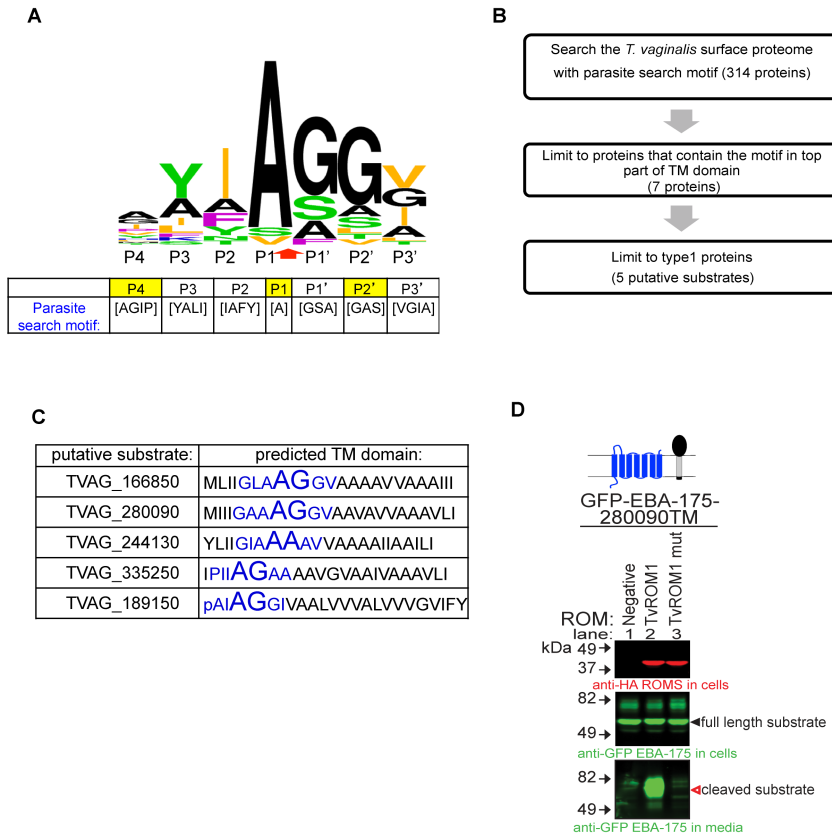 A
A
G
G
Y
I
V
A
F
S
P4 P3 P2 P1 P1' P2' P3'
P4 P3 P2 P1 P1' P2' P3'
Parasite search motif: [AGIP] [YALI] [IAFY] [A] [GSA] [GAS] [VGIA]
B
Search the T. vaginalis surface proteome
with parasite search motif (314 proteins)
Limit to proteins that contain the motif in top
part of TM domain
(7 proteins)
Limit to type1 proteins
(5 putative substrates)
C
putative substrate: predicted TM domain:
TVAG_166850 MLIIGLAAGGVAAAAVVAAAIII
TVAG_280090 MIIIGAAAGGVAAVAVVAAAVLI
TVAG_244130 YLIIGIAAAAVVAAAAIIAAILI
TVAG_335250 IPIIAGAAAAVGVAAIVAAAVLI
TVAG_189150 pAIAGGIVAALVVVALVVVGVIFY
D
GFP-EBA-175-
280090TM
ROM: Negative TvROM1 TvROM1 mut
lane: 1 2 3
kDa 49
37
anti-HA ROMS in cells
82
full length substrate
49
anti-GFP EBA-175 in cells
82
cleaved substrate
49
anti-GFP EBA-175 in media